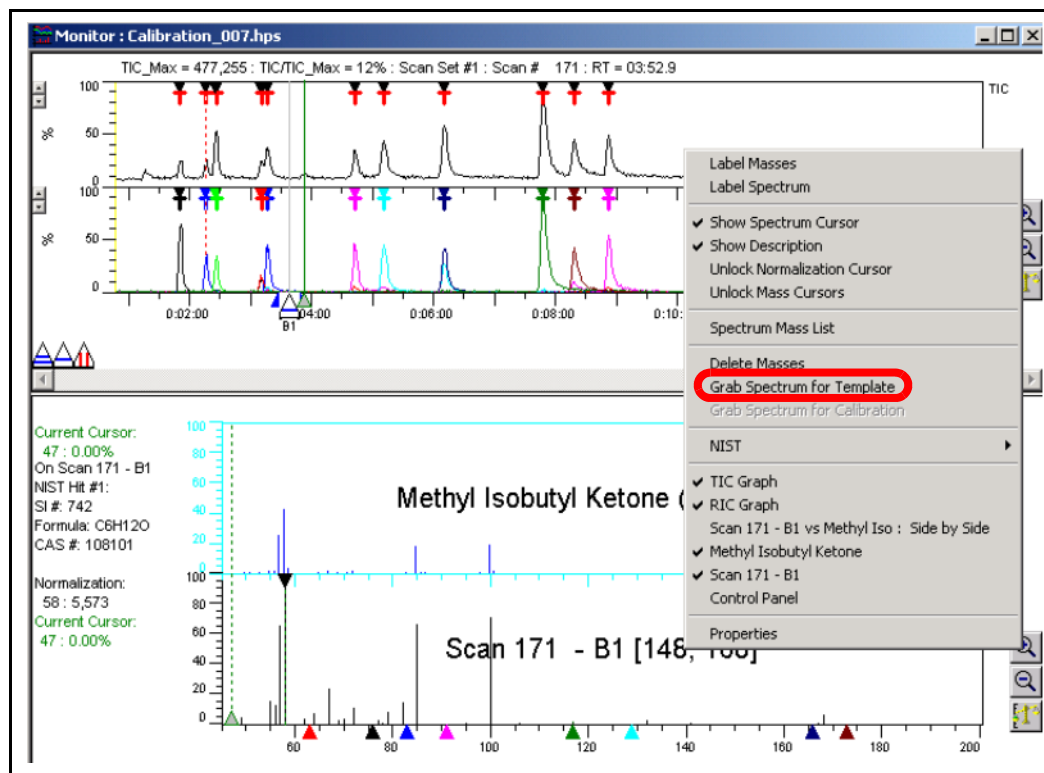 Monitor : Calibration_007.hps
TIC_Max = 477,255 : TIC/TIC_Max = 12% : Scan Set #1 : Scan # 171 : RT = 03:52.9
100
%
50
0
TIC
100
%
50
0
0:02:00
0:04:00
0:06:00
0:08:00
0:10:
B1
Label Masses
Label Spectrum
Show Spectrum Cursor
Show Description
Unlock Normalization Cursor
Unlock Mass Cursors
Spectrum Mass List
Delete Masses
Grab Spectrum for Template
Grab Spectrum for Calibration
NIST
TIC Graph
RIC Graph
Scan 171 - B1 vs Methyl Iso : Side by Side
Methyl Isobutyl Ketone
Scan 171 - B1
Control Panel
Properties
Current Cursor:
47 : 0.00%
On Scan 171 - B1
NIST Hit #1:
SI #: 742
Formula: C6H12O
CAS #: 108101
100
80
60
40
20
0
Methyl Isobutyl Ketone (
Normalization:
58 : 5,573
Current Cursor:
47 : 0.00%
100
80
60
40
20
0
Scan 171 - B1 [148,
60
80
100
120
140
160
180
200